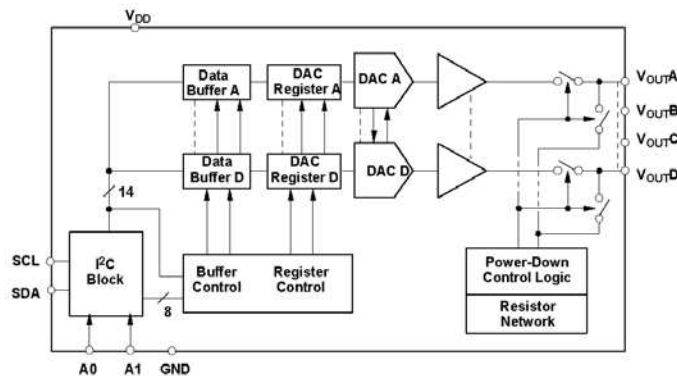 VDD
Data
Buffer A
DAC
Register A
DAC A
VOUTA
VOUTB
VOUTC
VOUTD
Data
Buffer D
DAC
Register D
DAC D
14
SCL
SDA
I2C
Block
8
Buffer
Control
Register
Control
Power-Down
Control Logic
Resistor
Network
A0
A1
GND